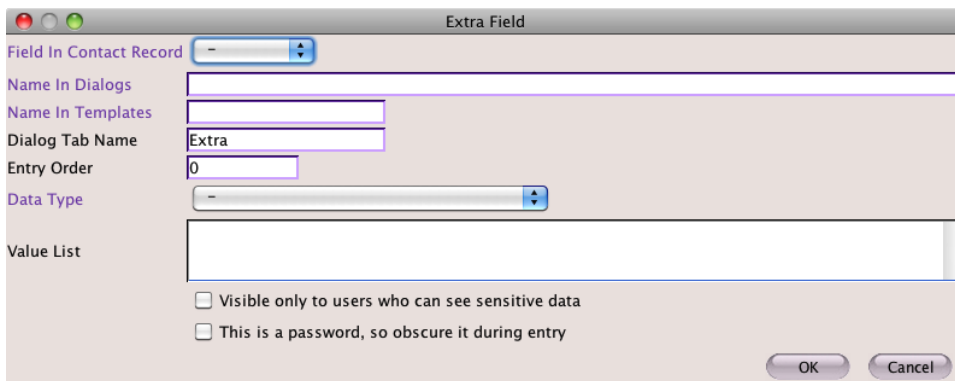 Extra Field
Field In Contact Record –
Name In Dialogs
Name In Templates
Dialog Tab Name Extra
Entry Order 0
Data Type –
Value List
Visible only to users who can see sensitive data
This is a password, so obscure it during entry
OK Cancel